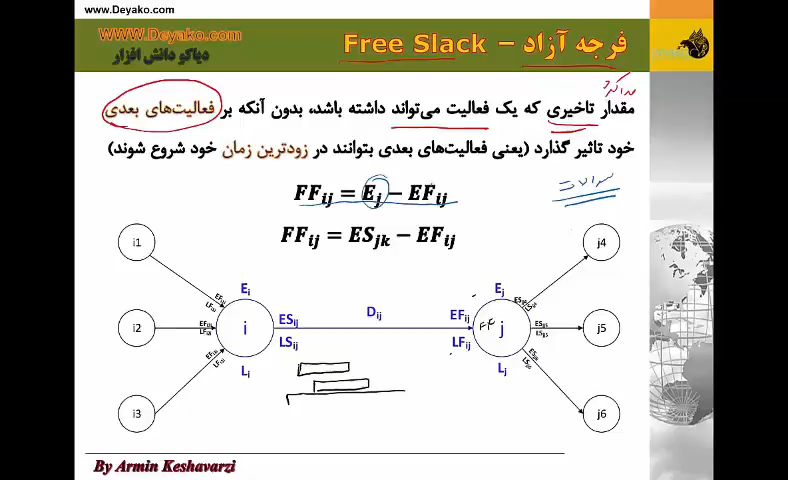 www.Deyako.com
WWW.Deyako.com
دیاکو دانش افزار
فرجه آزاد – Free Slack
حداکثر
مقدار تاخیری که یک فعالیت می‌تواند داشته باشد، بدون آنکه بر فعالیت‌های بعدی
خود تاثیر گذارد (یعنی فعالیت‌های بعدی بتوانند در زودترین زمان خود شروع شوند)
FFij = Ej − EFij
FFij = ESjk − EFij
i1
j4
Ei
Ej
i2
i
ESij
Dij
EFij
FF
j
j5
LSij
LFij
Li
Lj
i3
j6
By Armin Keshavarzi